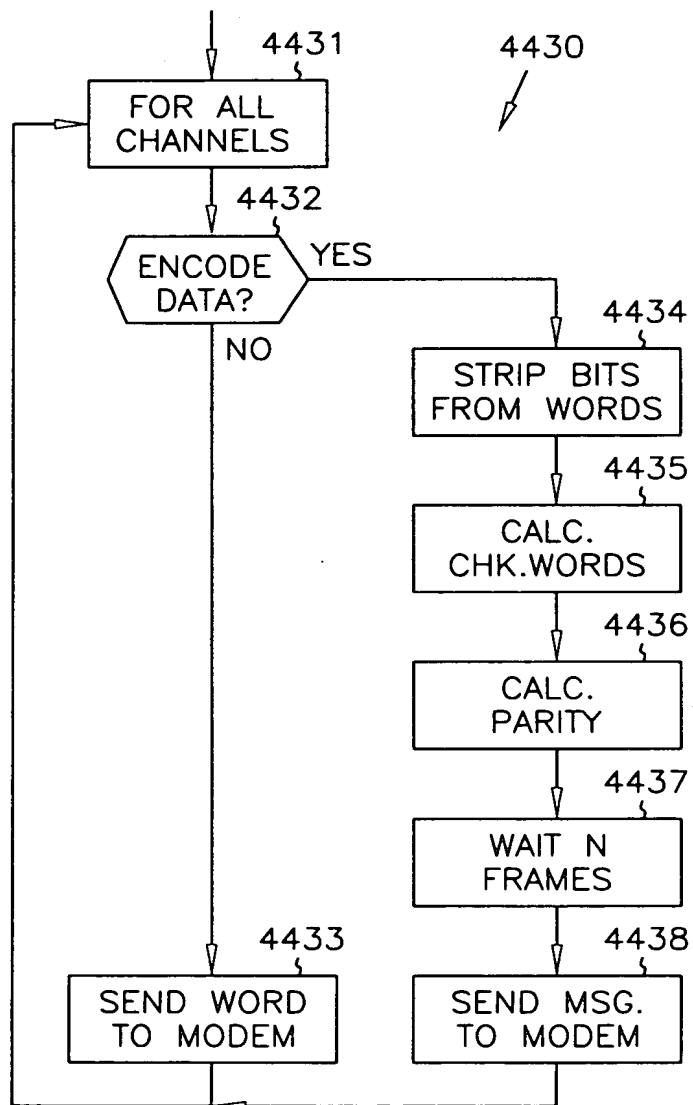 4431
4430
FOR ALL
CHANNELS
4432
ENCODE
DATA?
YES
NO
4434
STRIP BITS
FROM WORDS
4435
CALC.
CHK.WORDS
4436
CALC.
PARITY
4437
WAIT N
FRAMES
4433
SEND WORD
TO MODEM
4438
SEND MSG.
TO MODEM